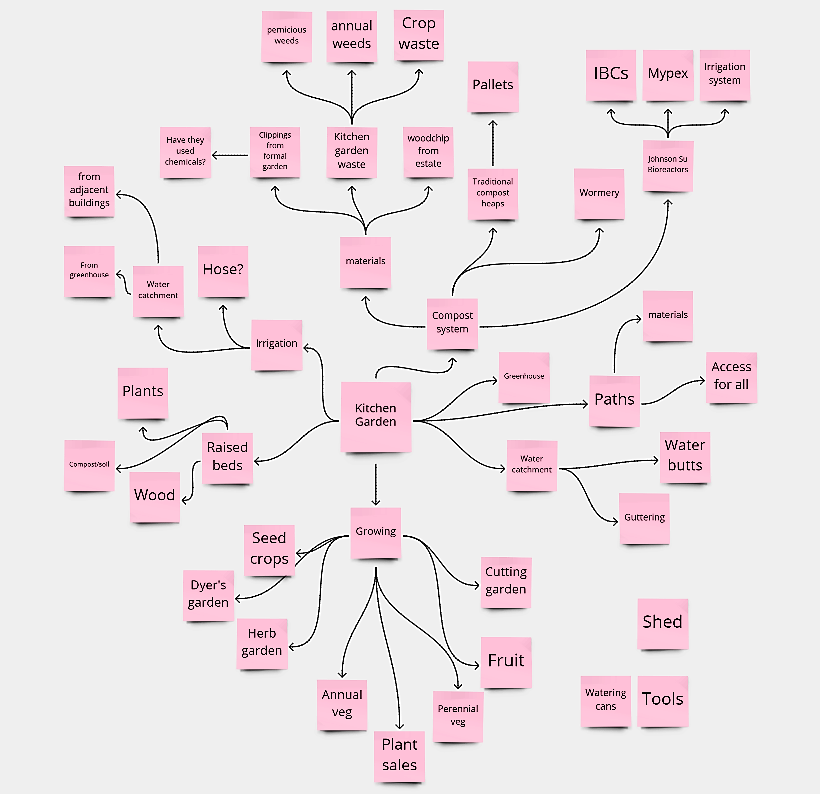 pernicious
weeds
annual
weeds
Crop
waste
Pallets
IBCs
Mypex
Irrigation
system
Have they
used
chemicals?
Clippings
from
formal
garden
Kitchen
garden
waste
woodchip
from
estate
Johnson Su
Bioreactors
from
adjacent
buildings
Traditional
compost
heaps
Wormery
From
greenhouse
Water
catchment
Hose?
materials
Compost
system
materials
Irrigation
Plants
Kitchen
Garden
Greenhouse
Paths
Access
for all
Compost/soil
Wood
Raised
beds
Water
catchment
Water
butts
Guttering
Seed
crops
Growing
Dyer's
garden
Cutting
garden
Herb
garden
Fruit
Shed
Annual
veg
Perennial
veg
Plant
sales
Watering
cans
Tools